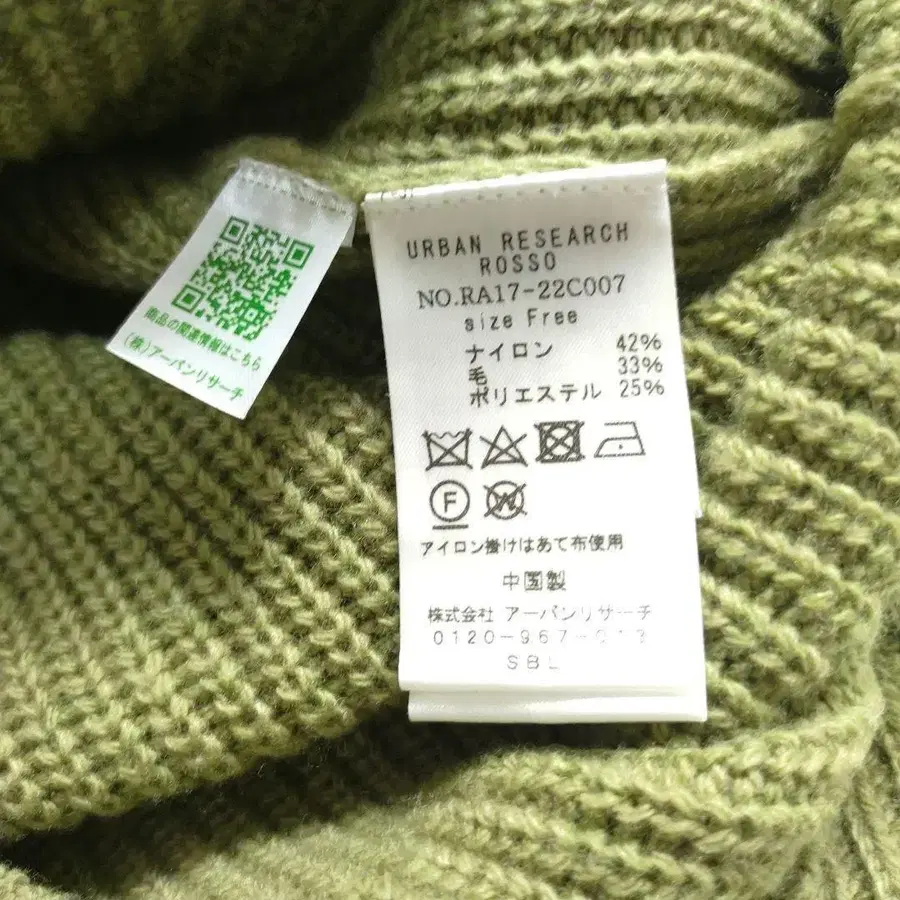 商品の関連情報はこちら
(株)アーバンリサーチ
URBAN RESEARCH
ROSSO
NO.RA17-22C007
size Free
ナイロン 42%
毛 33%
ポリエステル 25%
F
W
アイロン掛けはあて布使用
中国製
株式会社 アーバンリサーチ
0120-967-013
SBL